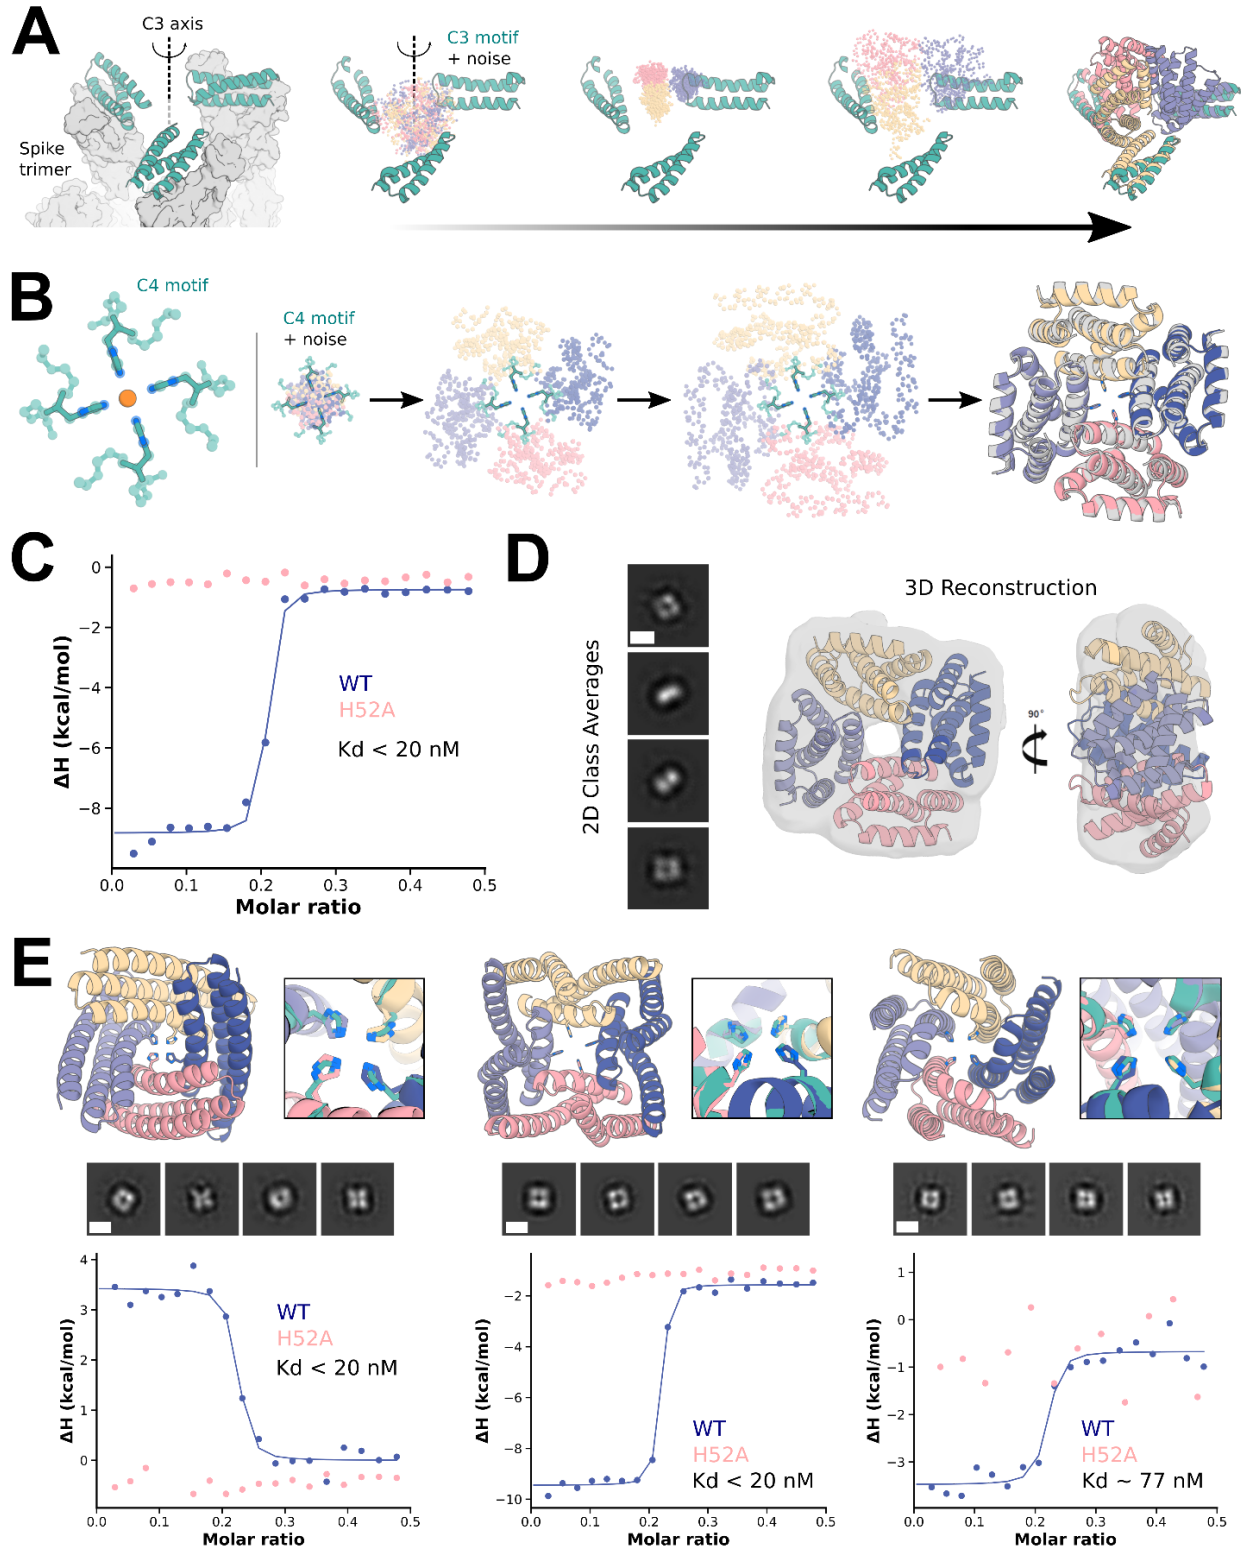 A
C3 axis
Spike
trimer
C3 motif
+ noise
B
C4 motif
C4 motif
+ noise
C
0
−2
−4
−6
−8
ΔH (kcal/mol)
WT
H52A
Kd < 20 nM
0.0 0.1 0.2 0.3 0.4 0.5
Molar ratio
D
2D Class Averages
3D Reconstruction
90°
E
4
3
2
1
0
ΔH (kcal/mol)
WT
H52A
Kd < 20 nM
0.0 0.1 0.2 0.3 0.4 0.5
Molar ratio
−2
−4
−6
−8
−10
ΔH (kcal/mol)
WT
H52A
Kd < 20 nM
0.0 0.1 0.2 0.3 0.4 0.5
Molar ratio
1
0
−1
−2
−3
ΔH (kcal/mol)
WT
H52A
Kd ~ 77 nM
0.0 0.1 0.2 0.3 0.4 0.5
Molar ratio